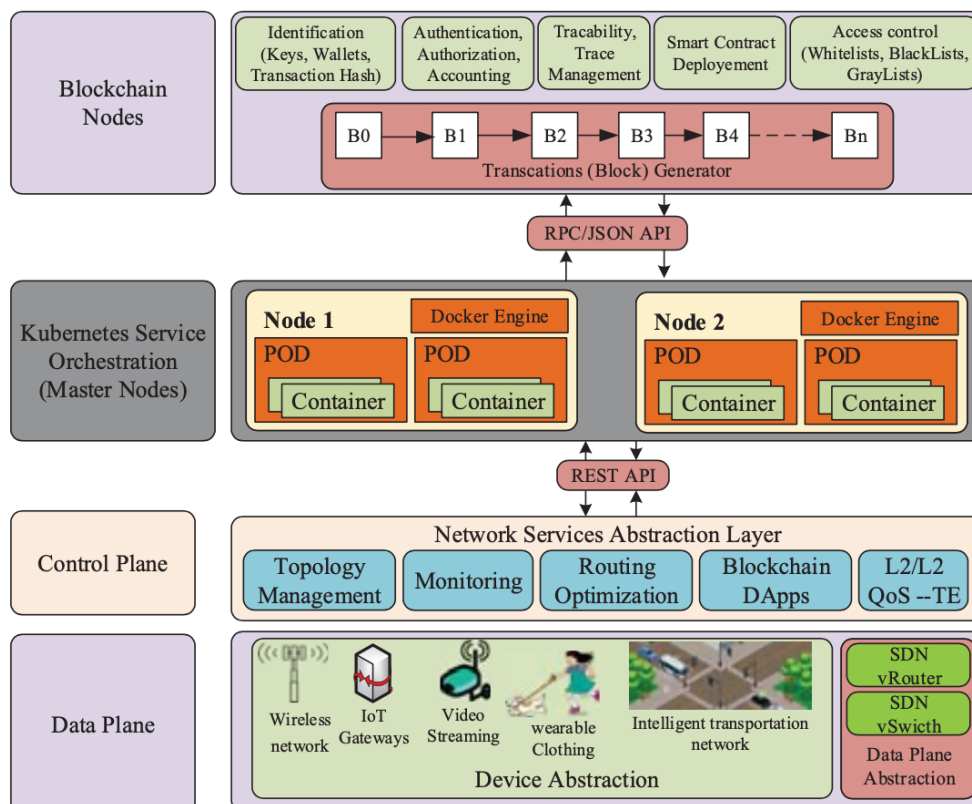 Blockchain
Nodes
Identification
(Keys, Wallets,
Transaction Hash)
Authentication,
Authorization,
Accounting
Tracability,
Trace
Management
Smart Contract
Deployement
Access control
(Whitelists, BlackLists,
GrayLists)
B0
B1
B2
B3
B4
Bn
Transcations (Block) Generator
RPC/JSON API
Kubernetes Service
Orchestration
(Master Nodes)
Node 1
Docker Engine
POD
POD
Container
Container
Node 2
Docker Engine
POD
POD
Container
Container
REST API
Control Plane
Network Services Abstraction Layer
Topology
Management
Monitoring
Routing
Optimization
Blockchain
DApps
L2/L2
QoS --TE
Data Plane
Wireless
network
IoT
Gateways
Video
Streaming
wearable
Clothing
Intelligent transportation
network
Device Abstraction
SDN
vRouter
SDN
vSwicth
Data Plane
Abstraction